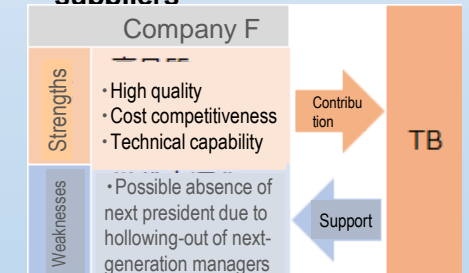 suppliers
Company F
Strengths
・High quality
・Cost competitiveness
・Technical capability
Contribu
tion
TB
Weaknesses
・Possible absence of
next president due to
hollowing-out of next-
generation managers
Support